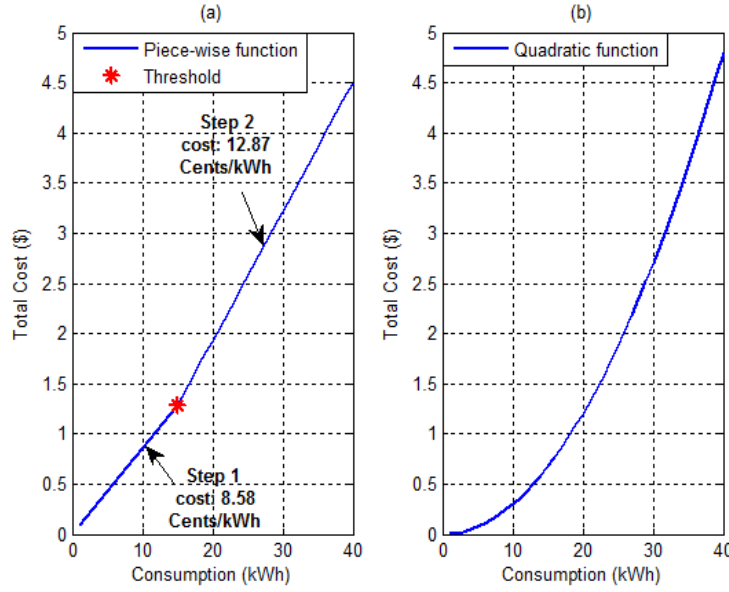 (a)
Piece-wise function
Threshold
Step 2
cost: 12.87
Cents/kWh
Step 1
cost: 8.58
Cents/kWh
5
4.5
4
3.5
3
2.5
2
1.5
1
0.5
0
Total Cost ($)
0 10 20 30 40
Consumption (kWh)
(b)
Quadratic function
5
4.5
4
3.5
3
2.5
2
1.5
1
0.5
0
Total Cost ($)
0 10 20 30 40
Consumption (kWh)